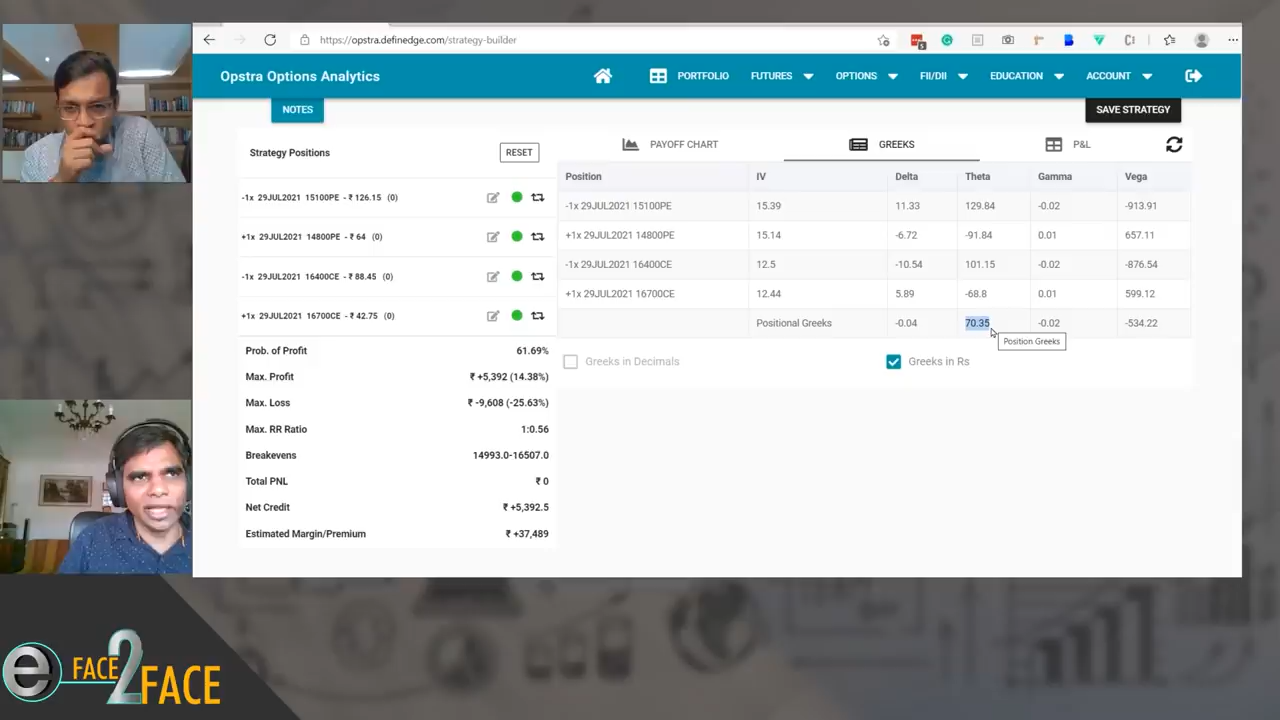 https://opstra.definedge.com/strategy-builder
5
Opstra Options Analytics
PORTFOLIO FUTURES OPTIONS FII/DII EDUCATION ACCOUNT
NOTES
SAVE STRATEGY
Strategy Positions
RESET
-1x 29JUL2021 15100PE - ₹ 126.15 (0)
+1x 29JUL2021 14800PE - ₹ 64 (0)
-1x 29JUL2021 16400CE - ₹ 88.45 (0)
+1x 29JUL2021 16700CE - ₹ 42.75 (0)
Prob. of Profit 61.69%
Max. Profit ₹ +5,392 (14.38%)
Max. Loss ₹ -9,608 (-25.63%)
Max. RR Ratio 1:0.56
Breakevens 14993.0-16507.0
Total PNL ₹ 0
Net Credit ₹ +5,392.5
Estimated Margin/Premium ₹ +37,489
PAYOFF CHART GREEKS P&L
Position IV Delta Theta Gamma Vega
-1x 29JUL2021 15100PE 15.39 11.33 129.84 -0.02 -913.91
+1x 29JUL2021 14800PE 15.14 -6.72 -91.84 0.01 657.11
-1x 29JUL2021 16400CE 12.5 -10.54 101.15 -0.02 -876.54
+1x 29JUL2021 16700CE 12.44 5.89 -68.8 0.01 599.12
Positional Greeks -0.04 70.35 -0.02 -534.22
Position Greeks
Greeks in Decimals Greeks in Rs
e FACE 2 FACE